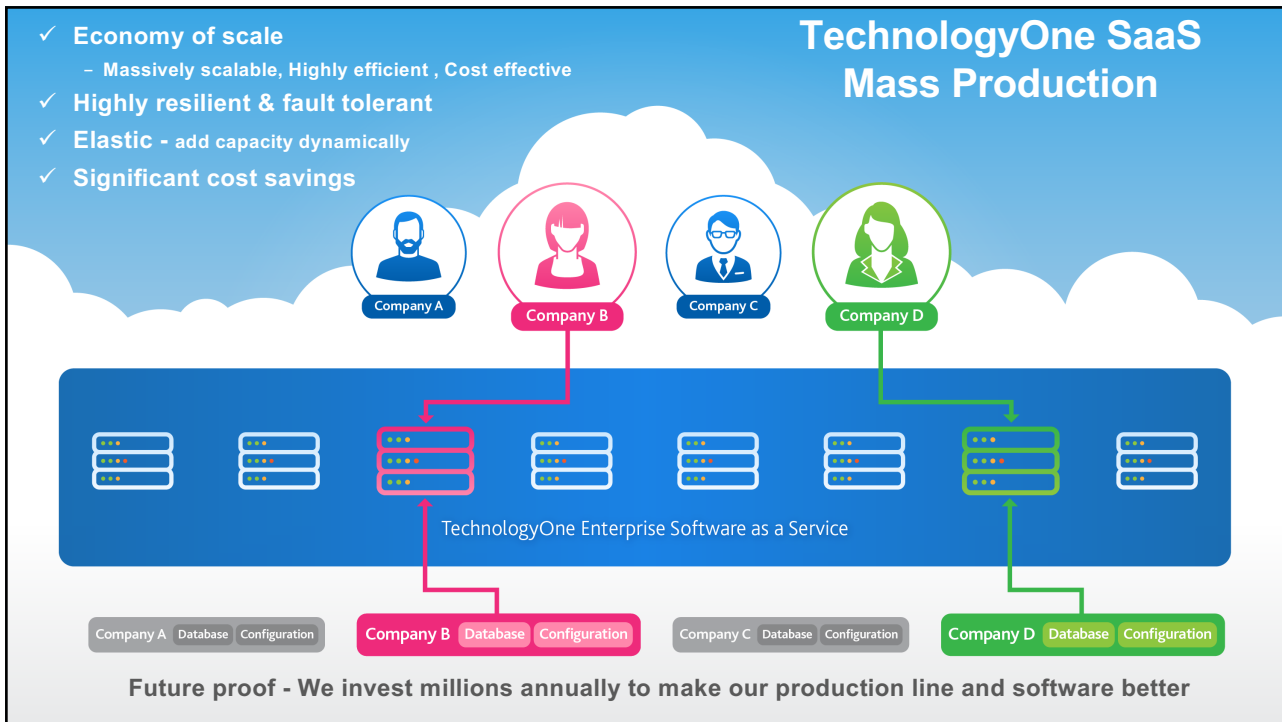 ✓ Economy of scale
– Massively scalable, Highly efficient , Cost effective
✓ Highly resilient & fault tolerant
✓ Elastic - add capacity dynamically
✓ Significant cost savings
TechnologyOne SaaS
Mass Production
Company A
Company B
Company C
Company D
TechnologyOne Enterprise Software as a Service
Company A Database Configuration
Company B Database Configuration
Company C Database Configuration
Company D Database Configuration
Future proof - We invest millions annually to make our production line and software better